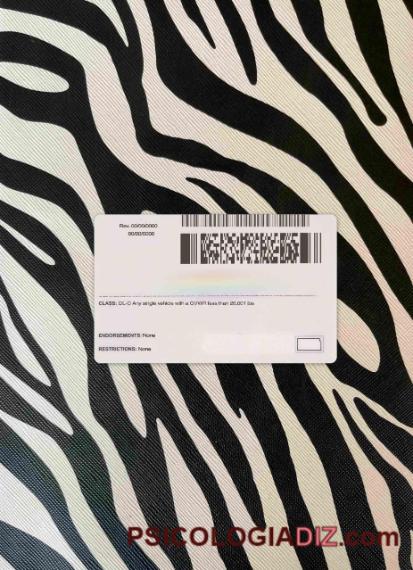 Rev. 00/00/0000
00/00/0000
CLASS: DL-D Any single vehicle with a GVWR less than 26,001 lbs
ENDORSEMENTS: None
RESTRICTIONS: None
PSICOLOGIADIZ.com